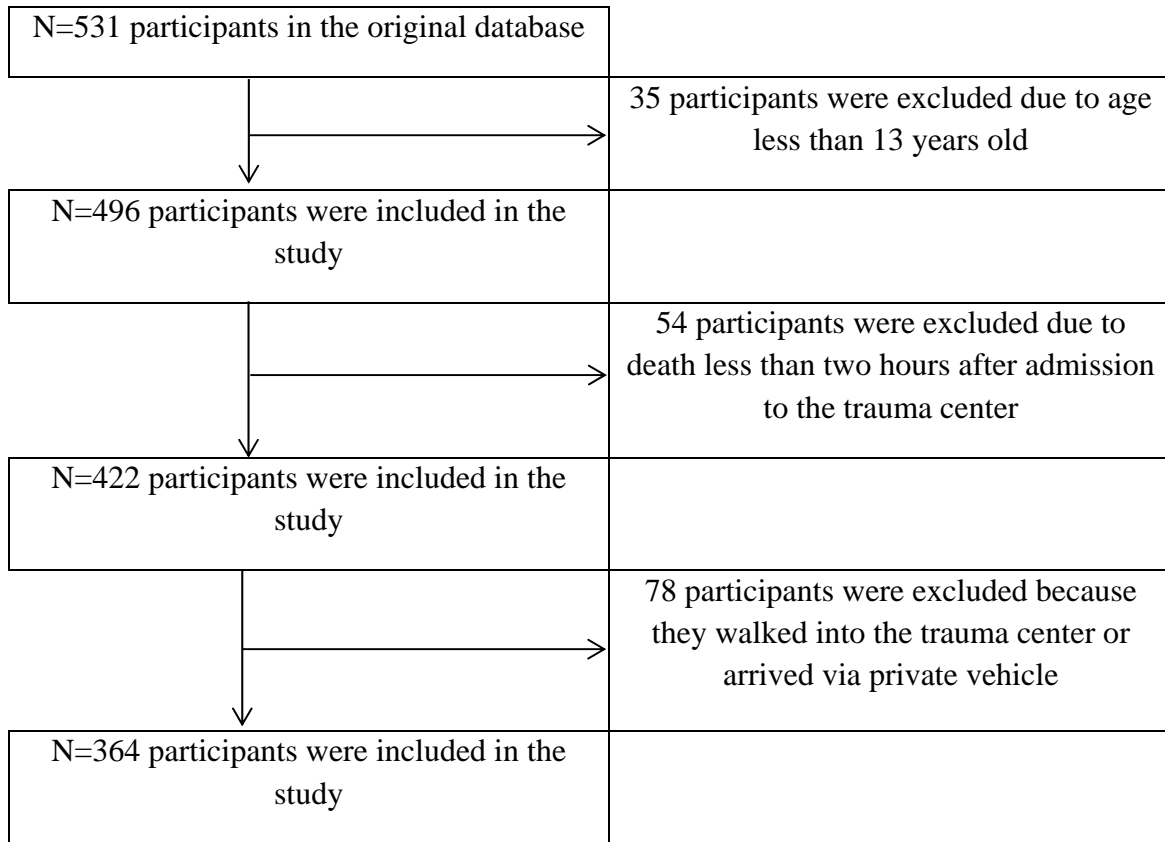 N=531 participants in the original database
35 participants were excluded due to age
less than 13 years old
N=496 participants were included in the
study
54 participants were excluded due to
death less than two hours after admission
to the trauma center
N=422 participants were included in the
study
78 participants were excluded because
they walked into the trauma center or
arrived via private vehicle
N=364 participants were included in the
study